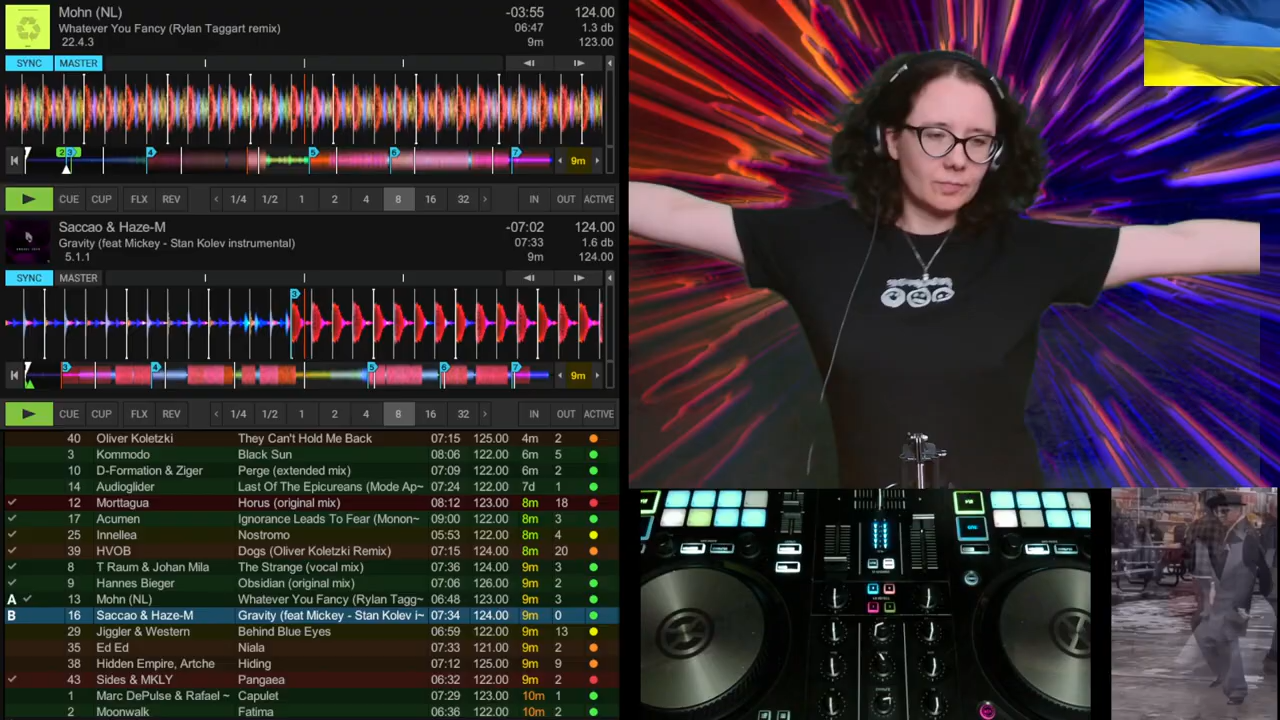 Mohn (NL) -03:55 124.00
Whatever You Fancy (Rylan Taggart remix) 06:47 1.3 db
22.4.3 9m 123.00
SYNC MASTER
2 3 4 5 6 7 9m
CUE CUP FLX REV 1/4 1/2 1 2 4 8 16 32 IN OUT ACTIVE
Saccao & Haze-M -07:02 124.00
Gravity (feat Mickey - Stan Kolev instrumental) 07:33 1.6 db
5.1.1 9m 124.00
SYNC MASTER
3
3 4 5 6 7 9m
CUE CUP FLX REV 1/4 1/2 1 2 4 8 16 32 IN OUT ACTIVE
40 Oliver Koletzki They Can't Hold Me Back 07:15 125.00 4m 2
3 Kommodo Black Sun 08:06 122.00 6m 5
10 D-Formation & Ziger Perge (extended mix) 07:09 122.00 6m 2
14 Audioglider Last Of The Epicureans (Mode Ap~ 07:24 122.00 7d 1
12 Morttagua Horus (original mix) 08:12 123.00 8m 18
17 Acumen Ignorance Leads To Fear (Monon~ 09:00 122.00 8m 3
25 Innellea Nostromo 05:53 122.00 8m 4
39 HVOB Dogs (Oliver Koletzki Remix) 07:15 124.00 8m 20
8 T Raum & Johan Mila The Strange (vocal mix) 07:36 124.00 9m 3
9 Hannes Bieger Obsidian (original mix) 07:06 126.00 9m 2
A 13 Mohn (NL) Whatever You Fancy (Rylan Tagg~ 06:48 123.00 9m 3
B 16 Saccao & Haze-M Gravity (feat Mickey - Stan Kolev i~ 07:34 124.00 9m 0
29 Jiggler & Western Behind Blue Eyes 06:59 122.00 9m 13
35 Ed Ed Niala 07:33 121.00 9m 2
38 Hidden Empire, Artche Hiding 07:12 125.00 9m 9
43 Sides & MKLY Pangaea 06:32 122.00 9m 2
1 Marc DePulse & Rafael ~ Capulet 07:29 123.00 10m 1
2 Moonwalk Fatima 06:36 122.00 10m 2